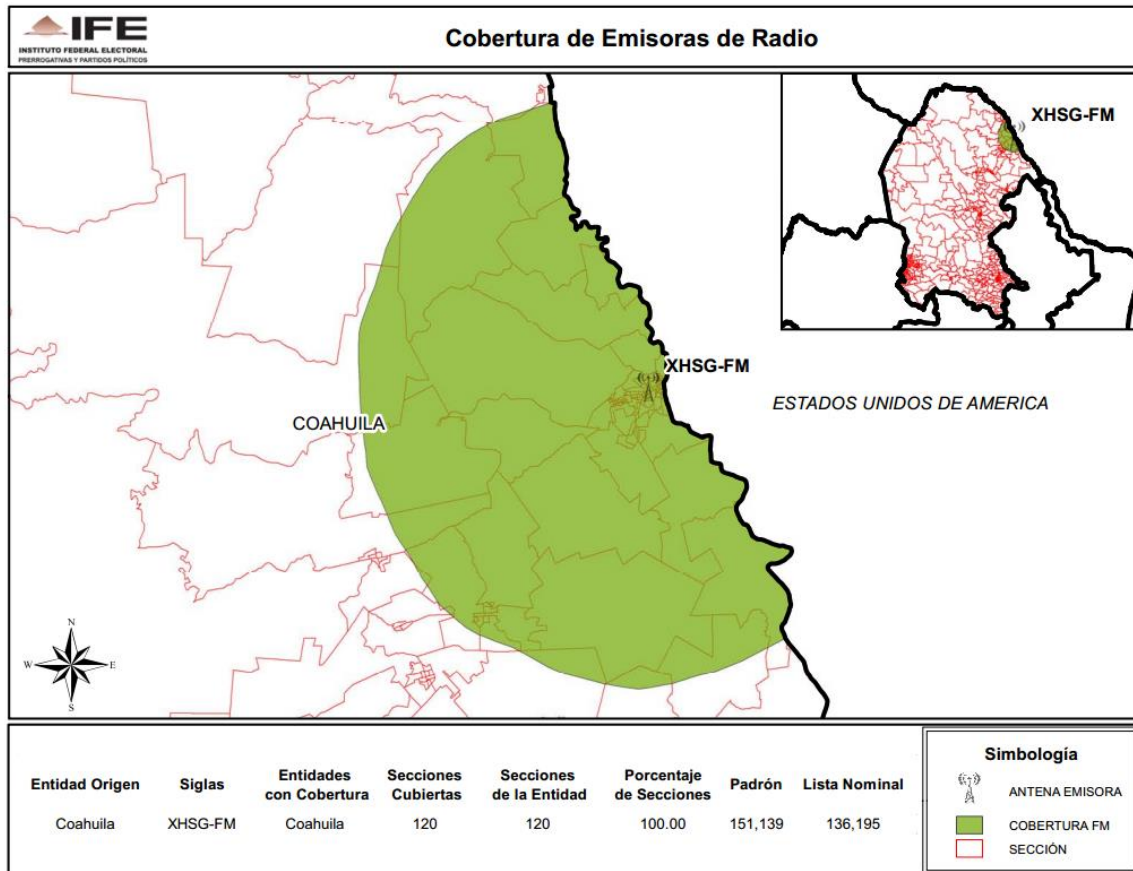 IFE
INSTITUTO FEDERAL ELECTORAL
PRERROGATIVAS Y PARTIDOS POLÍTICOS
Cobertura de Emisoras de Radio
XHSG-FM
XHSG-FM
COAHUILA
ESTADOS UNIDOS DE AMERICA
N
W E
S
Entidad Origen Siglas Entidades con Cobertura Secciones Cubiertas Secciones de la Entidad Porcentaje de Secciones Padrón Lista Nominal
Coahuila XHSG-FM Coahuila 120 120 100.00 151,139 136,195
Simbología
ANTENA EMISORA
COBERTURA FM
SECCIÓN